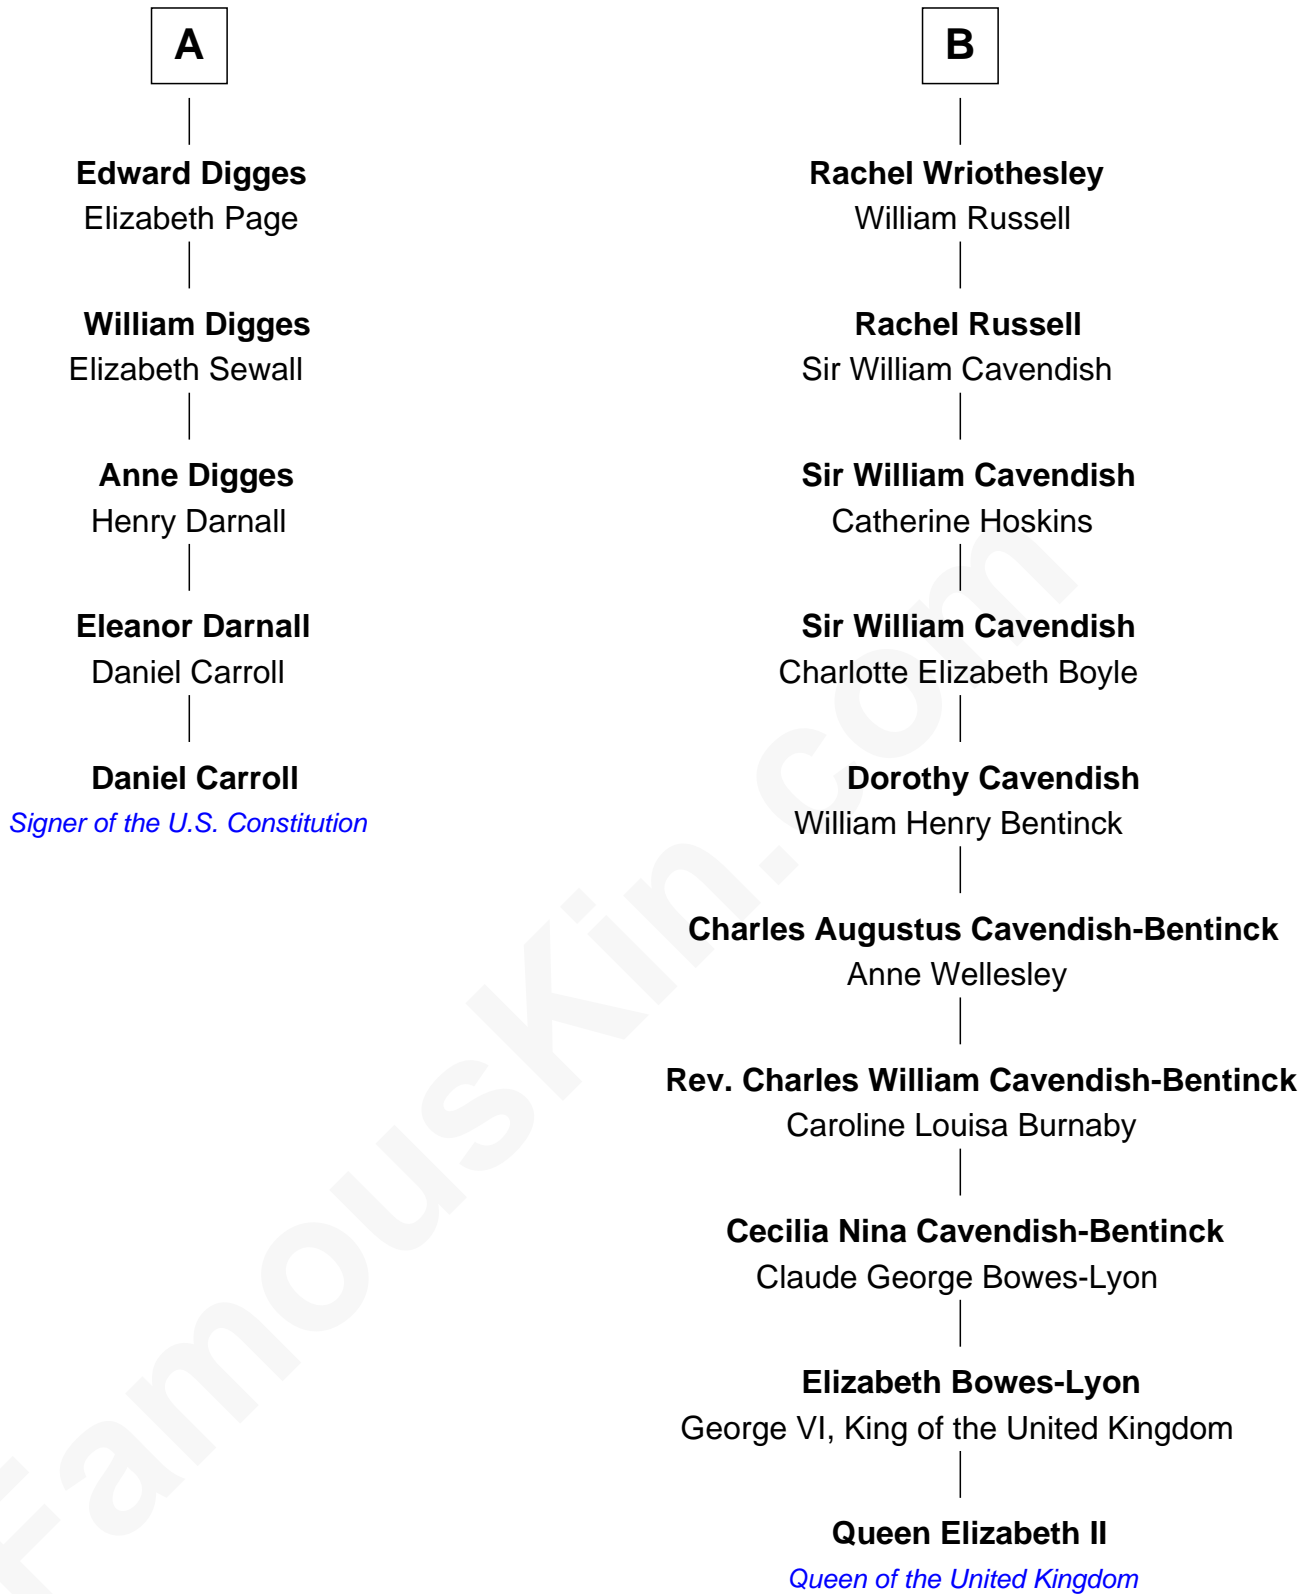 A
Edward Digges
Elizabeth Page
William Digges
Elizabeth Sewall
Anne Digges
Henry Darnall
Eleanor Darnall
Daniel Carroll
Daniel Carroll
Signer of the U.S. Constitution
B
Rachel Wriothesley
William Russell
Rachel Russell
Sir William Cavendish
Sir William Cavendish
Catherine Hoskins
Sir William Cavendish
Charlotte Elizabeth Boyle
Dorothy Cavendish
William Henry Bentinck
Charles Augustus Cavendish-Bentinck
Anne Wellesley
Rev. Charles William Cavendish-Bentinck
Caroline Louisa Burnaby
Cecilia Nina Cavendish-Bentinck
Claude George Bowes-Lyon
Elizabeth Bowes-Lyon
George VI, King of the United Kingdom
Queen Elizabeth II
Queen of the United Kingdom
FamousKin.com